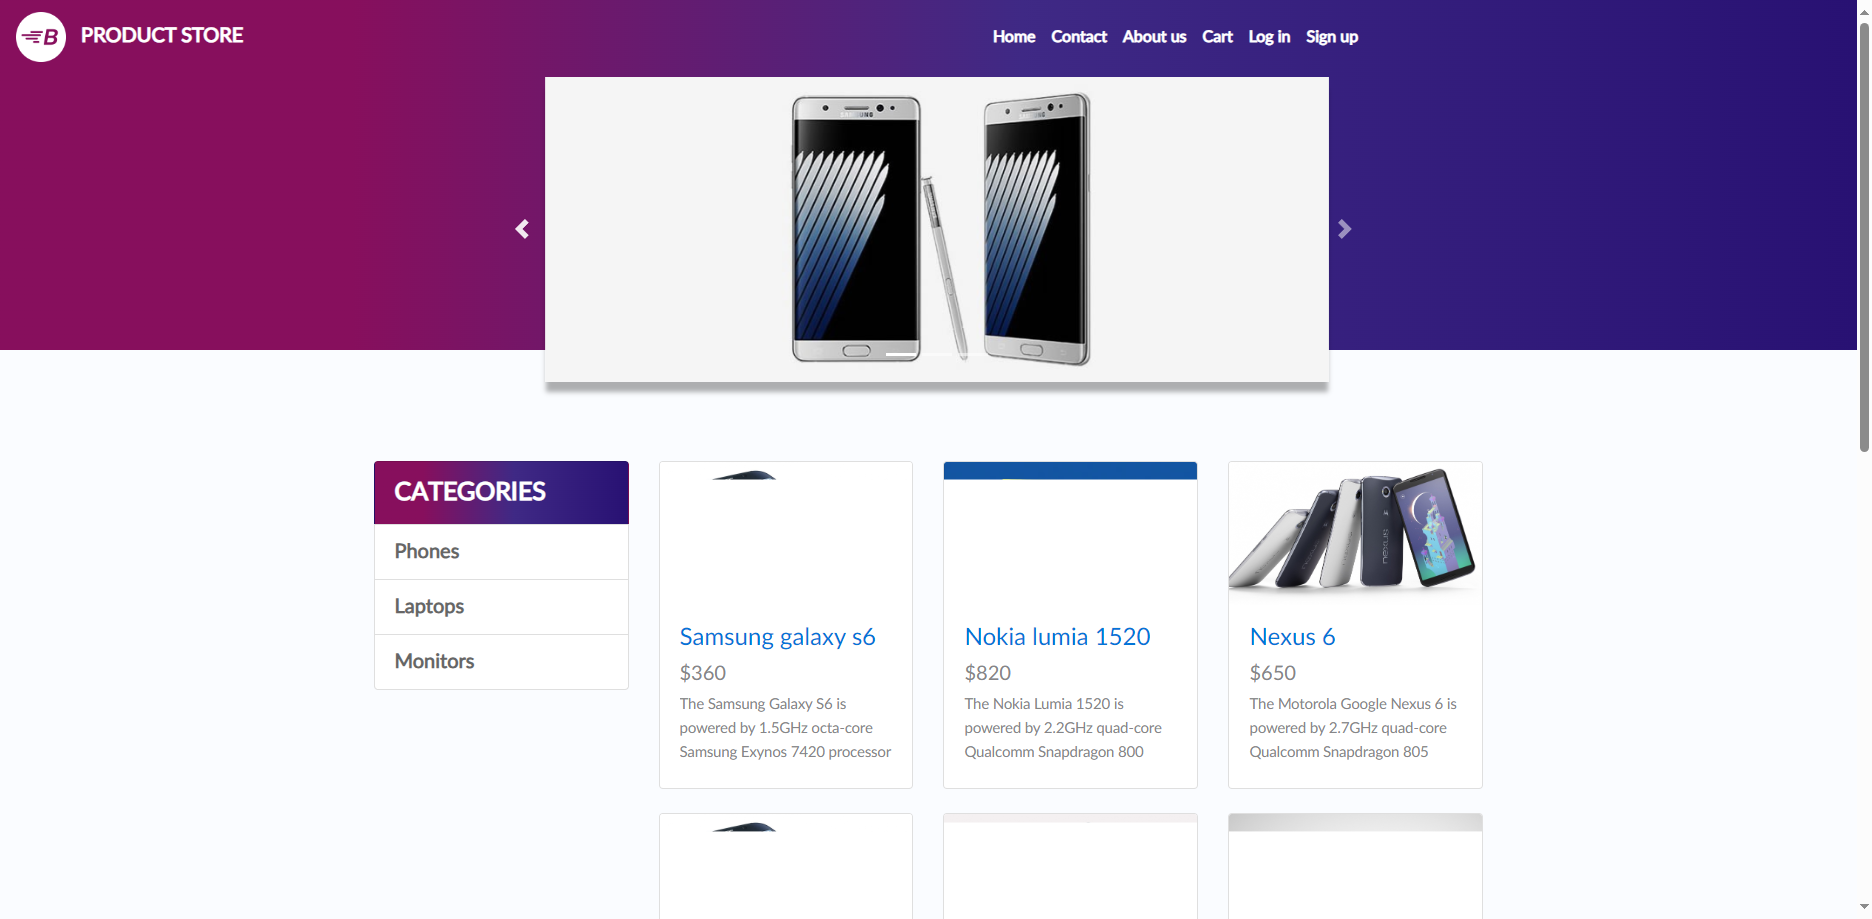 B
PRODUCT STORE
Home
Contact
About us
Cart
Log in
Sign up
SAMSUNG
SAMSUNG
CATEGORIES
Phones
Laptops
Monitors
nexus
Samsung galaxy s6
$360
The Samsung Galaxy S6 is
powered by 1.5GHz octa-core
Samsung Exynos 7420 processor
Nokia lumia 1520
$820
The Nokia Lumia 1520 is
powered by 2.2GHz quad-core
Qualcomm Snapdragon 800
Nexus 6
$650
The Motorola Google Nexus 6 is
powered by 2.7GHz quad-core
Qualcomm Snapdragon 805